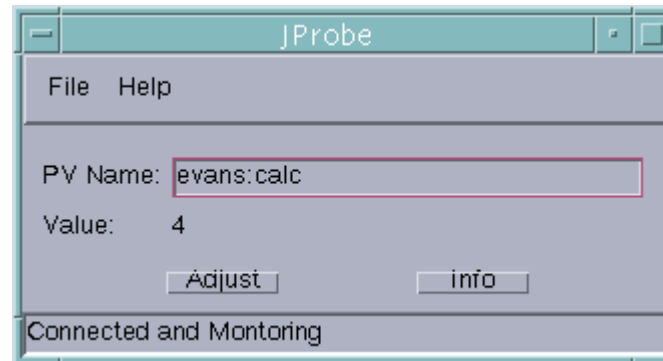 JProbe
File Help
PV Name: evans:calc
Value: 4
Adjust Info
Connected and Montoring